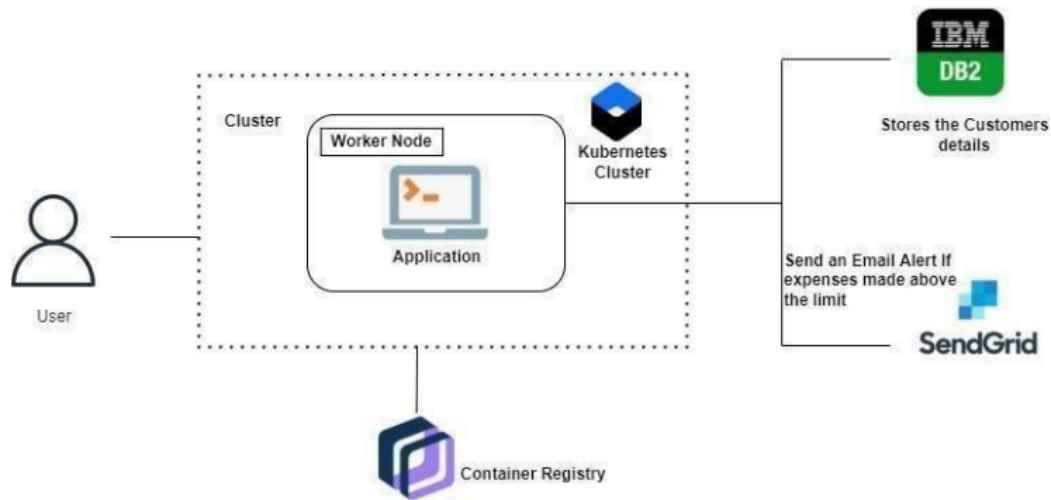 IBM
DB2
Stores the Customers
details
Cluster
Worker Node
Kubernetes
Cluster
Application
User
Send an Email Alert If
expenses made above
the limit
SendGrid
Container Registry